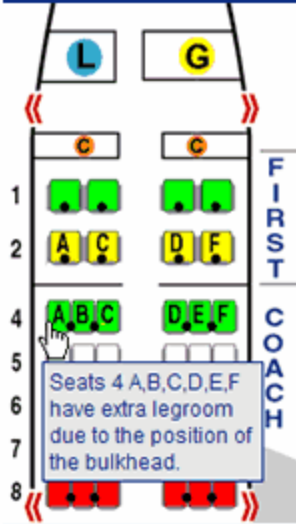 L G
C C
FIRST
1
2 A C D F
COACH
4 A B C D E F
5
Seats 4 A,B,C,D,E,F
have extra legroom
due to the position of
the bulkhead.
6
7
8